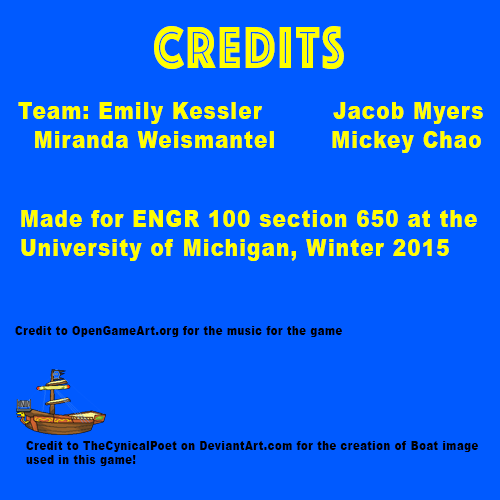 CREDITS
Team: Emily Kessler Jacob Myers
Miranda Weismantel Mickey Chao
Made for ENGR 100 section 650 at the
University of Michigan, Winter 2015
Credit to OpenGameArt.org for the music for the game
Credit to TheCynicalPoet on DeviantArt.com for the creation of Boat image
used in this game!